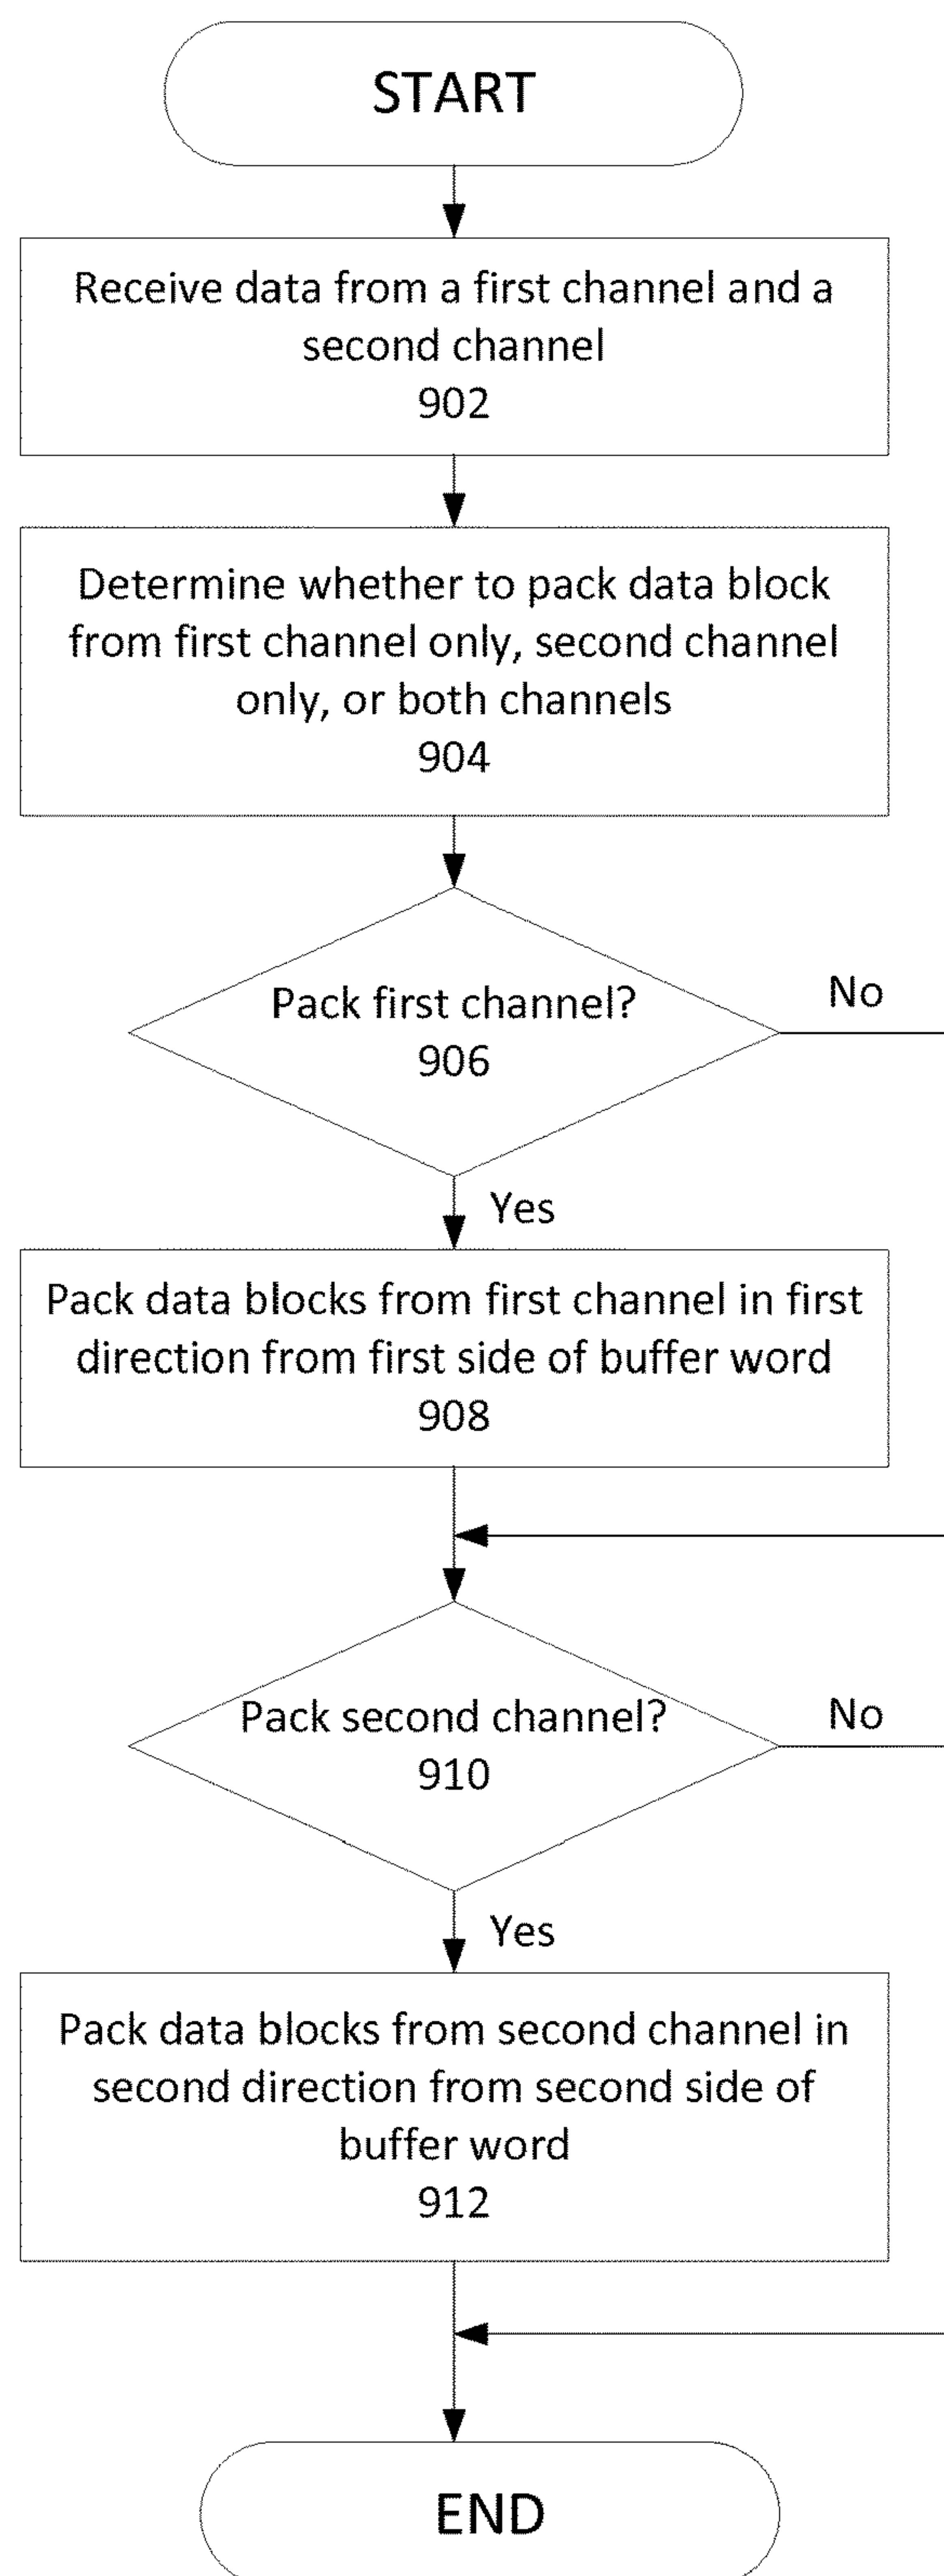 START
Receive data from a first channel and a
second channel
902
Determine whether to pack data block
from first channel only, second channel
only, or both channels
904
Pack first channel?
906
No
Yes
Pack data blocks from first channel in first
direction from first side of buffer word
908
Pack second channel?
910
No
Yes
Pack data blocks from second channel in
second direction from second side of
buffer word
912
END